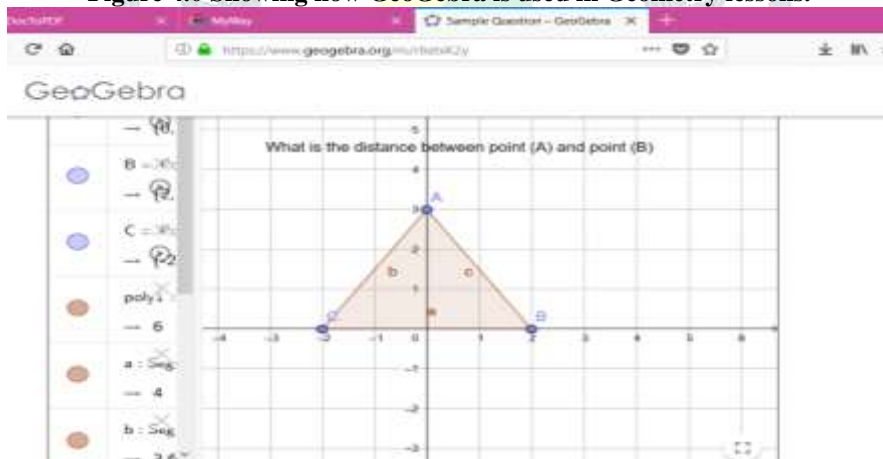 Figure 4.6 Showing how GeoGebra is used in Geometry lessons.
DocToPDF
MyWay
Sample Question - GeoGebra
geogebra.org
GeoGebra
What is the distance between point (A) and point (B)
B =
C =
poly1
→ 6
a : Seg
→ 4
b : Seg
A
b
c
a
C
B
5
4
3
2
1
-4 -3 -2 -1 0 1 2 3 4 5 6
-1
-2
-3